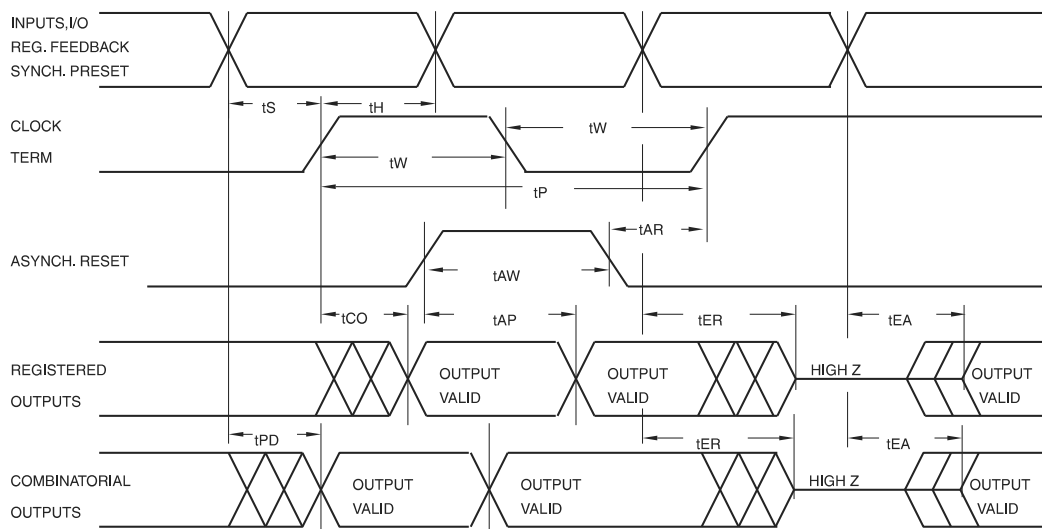 INPUTS,I/O
REG. FEEDBACK
SYNCH. PRESET
tS
tH
CLOCK
TERM
tW
tW
tP
tAR
ASYNCH. RESET
tAW
tCO
tAP
tER
tEA
REGISTERED
OUTPUTS
OUTPUT
VALID
OUTPUT
VALID
HIGH Z
OUTPUT
VALID
tPD
tER
tEA
COMBINATORIAL
OUTPUTS
OUTPUT
VALID
OUTPUT
VALID
HIGH Z
OUTPUT
VALID